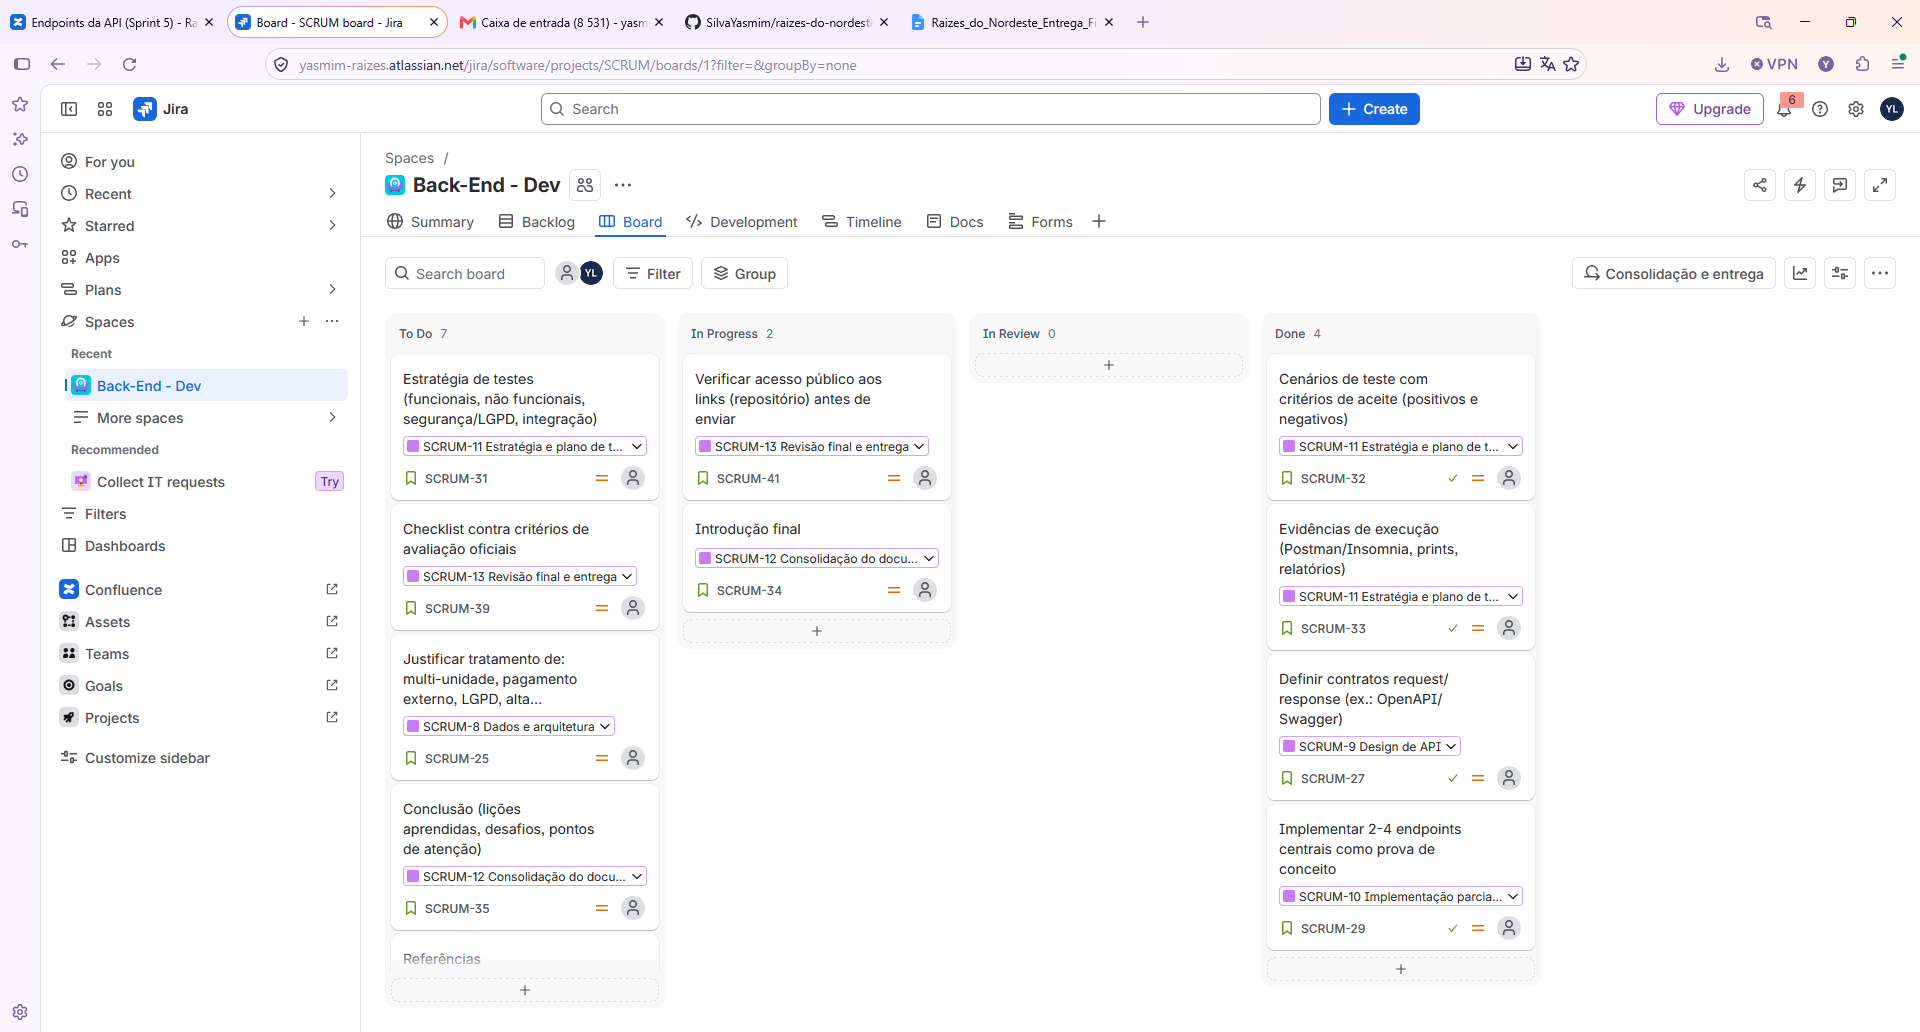 Endpoints da API (Sprint 5) - Ra
Board - SCRUM board - Jira
Caixa de entrada (8 531) - yasm
SilvaYasmim/raizes-do-nordest
Raizes_do_Nordeste_Entrega_Fi
yasmim-raizes.atlassian.net/jira/software/projects/SCRUM/boards/1?filter=&groupBy=none
VPN
Y
Jira
Search
Create
Upgrade
6
YL
For you
Recent
Starred
Apps
Plans
Spaces
Recent
Back-End - Dev
More spaces
Recommended
Collect IT requests
Try
Filters
Dashboards
Confluence
Assets
Teams
Goals
Projects
Customize sidebar
Spaces /
Back-End - Dev
Summary
Backlog
Board
Development
Timeline
Docs
Forms
Search board
YL
Filter
Group
Consolidação e entrega
To Do 7
Estratégia de testes
(funcionais, não funcionais,
segurança/LGPD, integração)
SCRUM-11 Estratégia e plano de t...
SCRUM-31
Checklist contra critérios de
avaliação oficiais
SCRUM-13 Revisão final e entrega
SCRUM-39
Justificar tratamento de:
multi-unidade, pagamento
externo, LGPD, alta...
SCRUM-8 Dados e arquitetura
SCRUM-25
Conclusão (lições
aprendidas, desafios, pontos
de atenção)
SCRUM-12 Consolidação do docu...
SCRUM-35
Referências
In Progress 2
Verificar acesso público aos
links (repositório) antes de
enviar
SCRUM-13 Revisão final e entrega
SCRUM-41
Introdução final
SCRUM-12 Consolidação do docu...
SCRUM-34
In Review 0
Done 4
Cenários de teste com
critérios de aceite (positivos e
negativos)
SCRUM-11 Estratégia e plano de t...
SCRUM-32
Evidências de execução
(Postman/Insomnia, prints,
relatórios)
SCRUM-11 Estratégia e plano de t...
SCRUM-33
Definir contratos request/
response (ex.: OpenAPI/
Swagger)
SCRUM-9 Design de API
SCRUM-27
Implementar 2-4 endpoints
centrais como prova de
conceito
SCRUM-10 Implementação parcia...
SCRUM-29